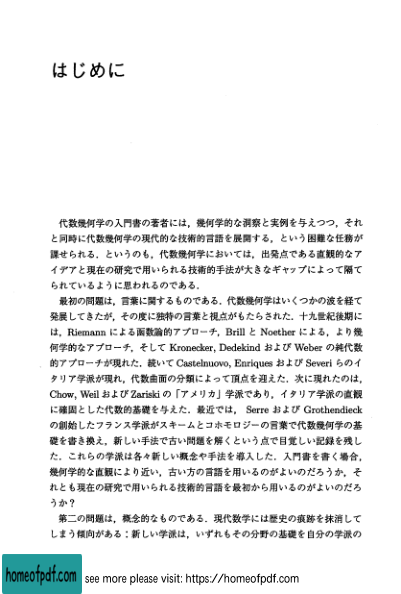 はじめに
代数幾何学の入門書の著者には，幾何学的な洞察と実例を与えつつ，それ
と同時に代数幾何学の現代的な技術的言語を展開する，という困難な任務が
課せられる．というのも，代数幾何学においては，出発点である直観的なア
イデアと現在の研究で用いられる技術的手法が大きなギャップによって隔て
られているように思われるのである．
最初の問題は，言葉に関するものである．代数幾何学はいくつかの波を経て
発展してきたが，その度に独特の言葉と視点がもたらされた．十九世紀後期に
は，Riemann による函数論的アプローチ，Brill と Noether による，より幾
何学的なアプローチ，そして Kronecker, Dedekind および Weber の純代数
的アプローチが現れた．続いて Castelnuovo, Enriques および Severi らのイ
タリア学派が現れ，代数曲面の分類によって頂点を迎えた．次に現れたのは，
Chow, Weil および Zariski の「アメリカ」学派であり，イタリア学派の直観
に確固とした代数的基礎を与えた．最近では， Serre および Grothendieck
の創始したフランス学派がスキームとコホモロジーの言葉で代数幾何学の基
礎を書き換え，新しい手法で古い問題を解くという点で目覚しい記録を残し
た．これらの学派は各々新しい概念や手法を導入した．入門書を書く場合，
幾何学的な直観により近い，古い方の言語を用いるのがよいのだろうか，そ
れとも現在の研究で用いられる技術的言語を最初から用いるのがよいのだろ
うか？
第二の問題は，概念的なものである．現代数学には歴史の痕跡を抹消して
しまう傾向がある：新しい学派は，いずれもその分野の基礎を自分の学派の
homeofpdf.com
see more please visit: https://homeofpdf.com